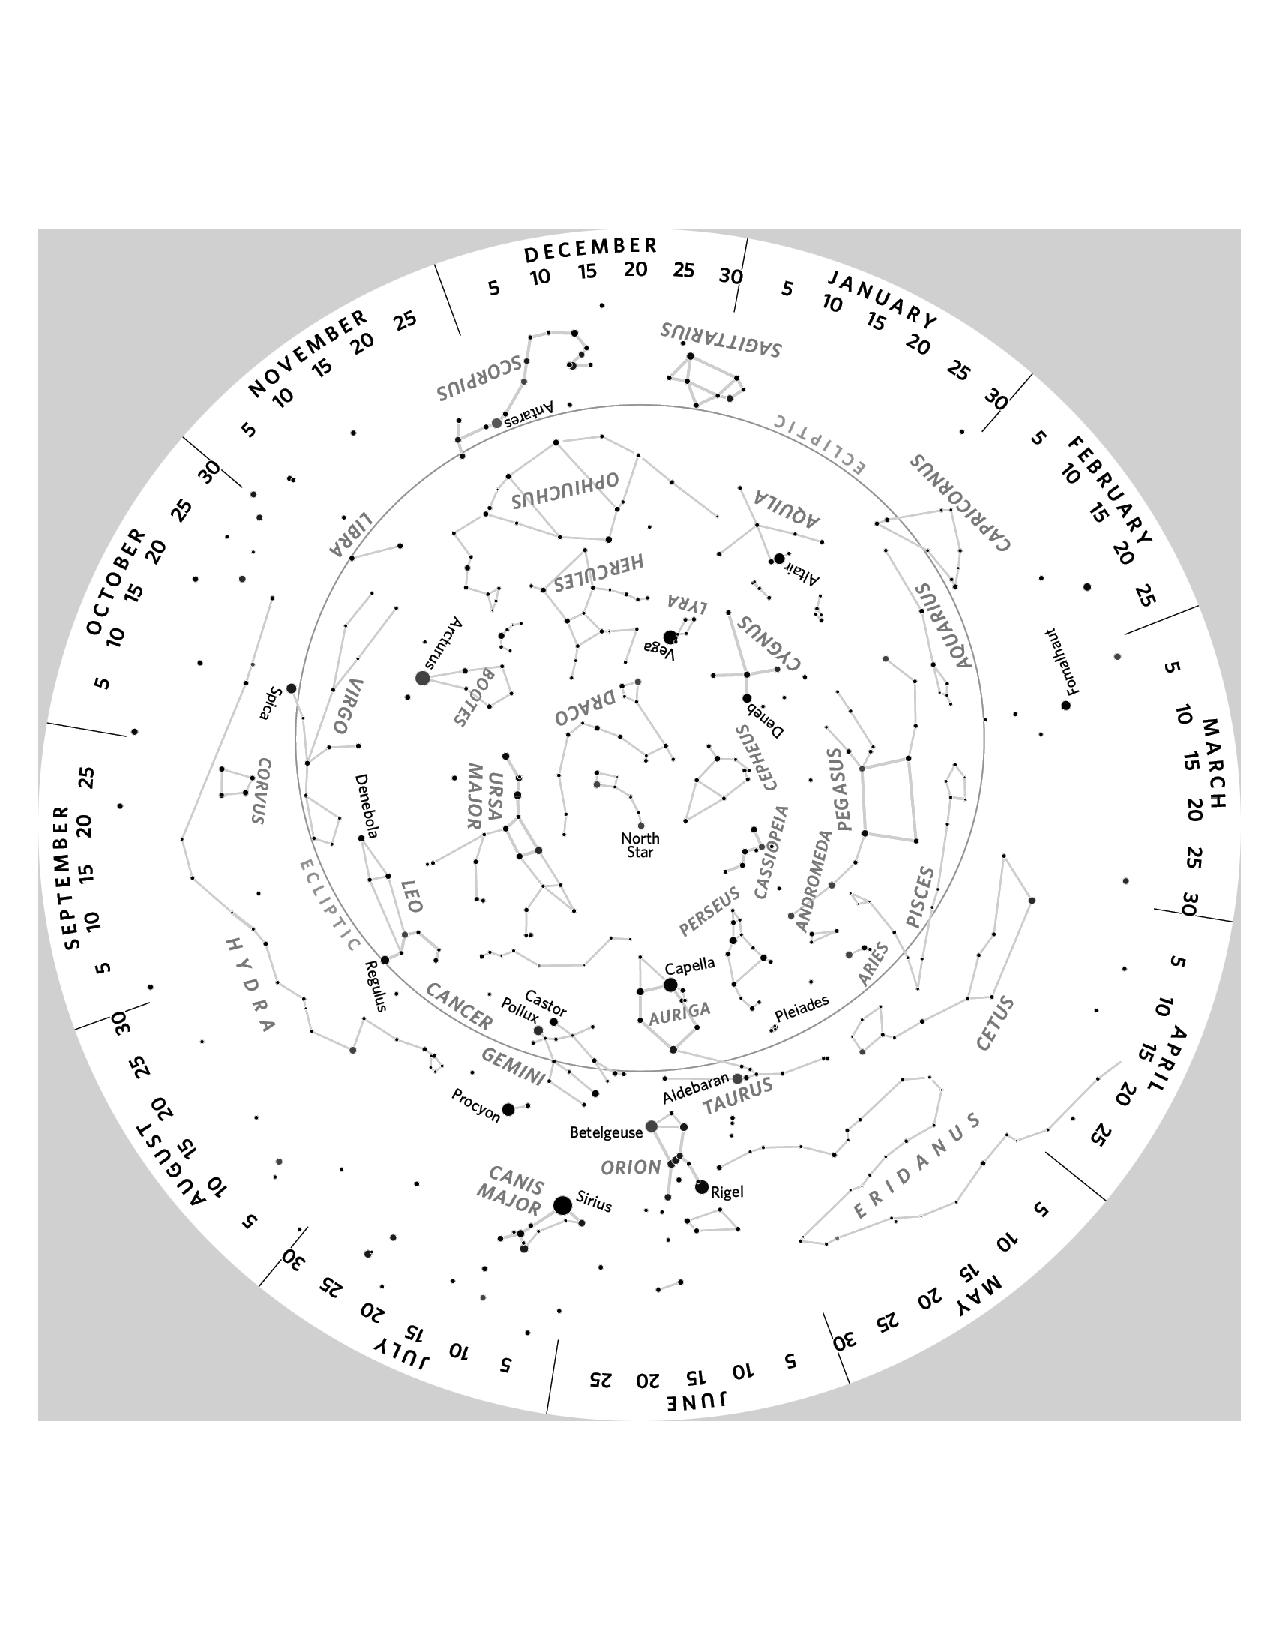 DECEMBER
5 10 15 20 25 30
JANUARY
5 10 15 20 25 30
FEBRUARY
5 10 15 20 25
MARCH
5 10 15 20 25 30
APRIL
5 10 15 20 25
MAY
5 10 15 20 25 30
JUNE
5 10 15 20 25
JULY
5 10 15 20 25 30
AUGUST
5 10 15 20 25 30
SEPTEMBER
5 10 15 20 25
OCTOBER
5 10 15 20 25 30
NOVEMBER
5 10 15 20 25
SAGITTARIUS
SCORPIUS
Antares
ECLIPTIC
CAPRICORNUS
OPHIUCHUS
AQUILA
Altair
LIBRA
HERCULES
LYRA
Vega
CYGNUS
Deneb
AQUARIUS
Fomalhaut
Arcturus
BOOTES
Spica
VIRGO
DRACO
CEPHEUS
PEGASUS
CORVUS
Denebola
URSA
MAJOR
North
Star
CASSIOPEIA
ANDROMEDA
PISCES
ECLIPTIC
LEO
PERSEUS
ARIES
HYDRA
Regulus
CANCER
Castor
Pollux
Capella
AURIGA
Pleiades
CETUS
GEMINI
Procyon
Aldebaran
TAURUS
Betelgeuse
ORION
Rigel
ERIDANUS
CANIS
MAJOR
Sirius